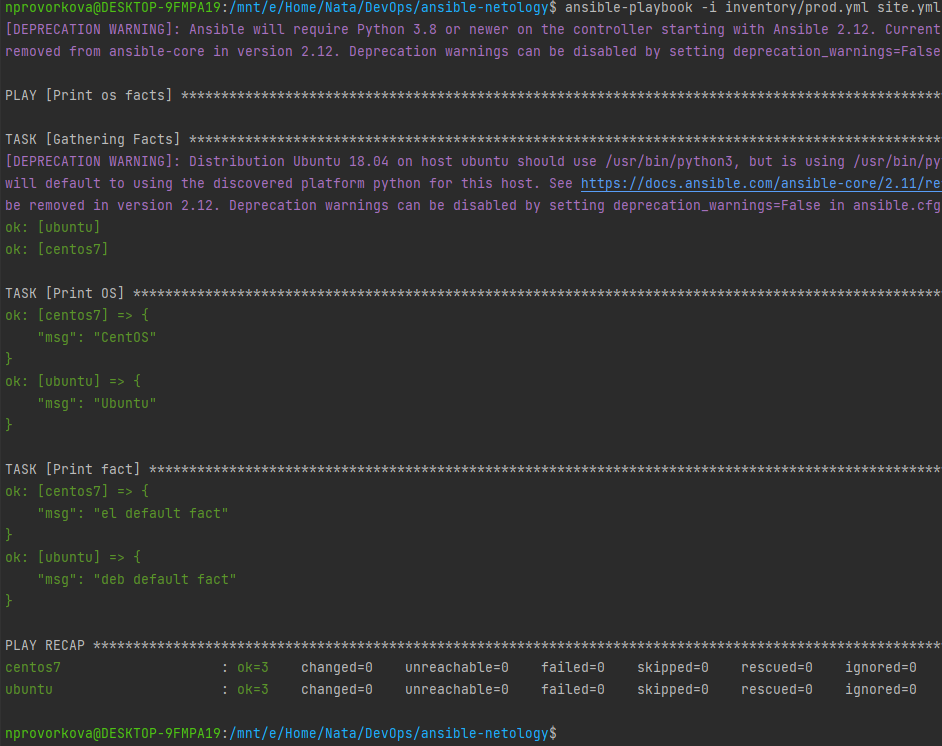 nprovorkova@DESKTOP-9FMPA19:/mnt/e/Home/Nata/DevOps/ansible-netology$ ansible-playbook -i inventory/prod.yml site.yml
[DEPRECATION WARNING]: Ansible will require Python 3.8 or newer on the controller starting with Ansible 2.12. Current
removed from ansible-core in version 2.12. Deprecation warnings can be disabled by setting deprecation_warnings=False
PLAY [Print os facts] ***********************************************************************************************
TASK [Gathering Facts] **********************************************************************************************
[DEPRECATION WARNING]: Distribution Ubuntu 18.04 on host ubuntu should use /usr/bin/python3, but is using /usr/bin/py
will default to using the discovered platform python for this host. See https://docs.ansible.com/ansible-core/2.11/re
be removed in version 2.12. Deprecation warnings can be disabled by setting deprecation_warnings=False in ansible.cfg
ok: [ubuntu]
ok: [centos7]
TASK [Print OS] *****************************************************************************************************
ok: [centos7] => {
    "msg": "CentOS"
}
ok: [ubuntu] => {
    "msg": "Ubuntu"
}
TASK [Print fact] ***************************************************************************************************
ok: [centos7] => {
    "msg": "el default fact"
}
ok: [ubuntu] => {
    "msg": "deb default fact"
}
PLAY RECAP **********************************************************************************************************
centos7                    : ok=3    changed=0    unreachable=0    failed=0    skipped=0    rescued=0    ignored=0
ubuntu                     : ok=3    changed=0    unreachable=0    failed=0    skipped=0    rescued=0    ignored=0
nprovorkova@DESKTOP-9FMPA19:/mnt/e/Home/Nata/DevOps/ansible-netology$